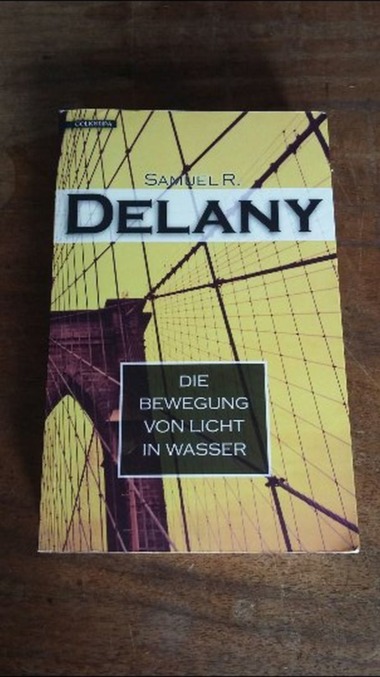 GOLKONDA
SAMUEL R.
DELANY
DIE
BEWEGUNG
VON LICHT
IN WASSER